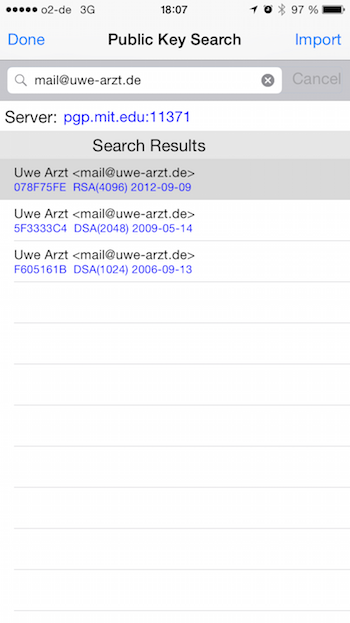 o2-de 3G 18:07 97 %
Done Public Key Search Import
mail@uwe-arzt.de Cancel
Server: pgp.mit.edu:11371
Search Results
Uwe Arzt <mail@uwe-arzt.de>
078F75FE RSA(4096) 2012-09-09
Uwe Arzt <mail@uwe-arzt.de>
5F3333C4 DSA(2048) 2009-05-14
Uwe Arzt <mail@uwe-arzt.de>
F605161B DSA(1024) 2006-09-13